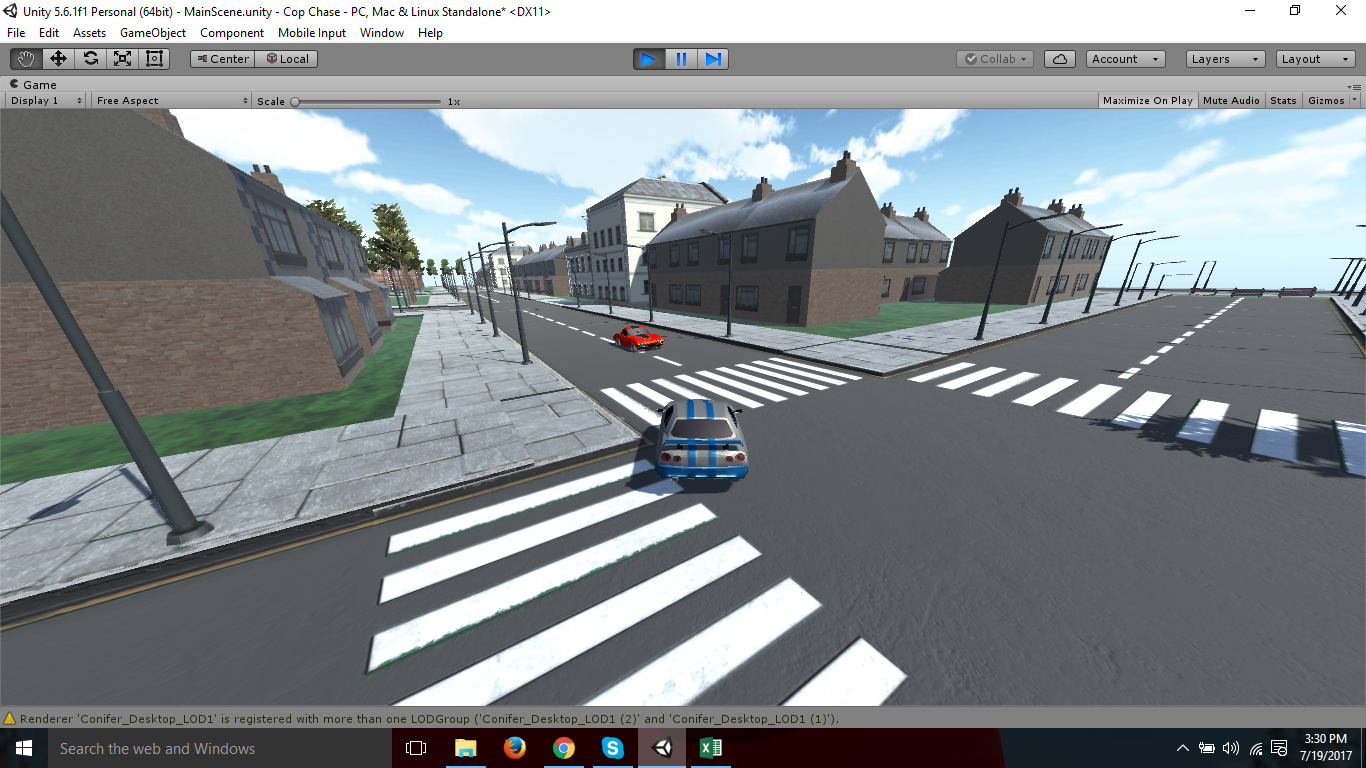 Unity 5.6.1f1 Personal (64bit) - MainScene.unity - Cop Chase - PC, Mac & Linux Standalone* <DX11>
File Edit Assets GameObject Component Mobile Input Window Help
Center Local Collab Account Layers Layout
Game
Display 1 Free Aspect Scale 1x Maximize On Play Mute Audio Stats Gizmos
Renderer 'Conifer_Desktop_LOD1' is registered with more than one LODGroup ('Conifer_Desktop_LOD1 (2)' and 'Conifer_Desktop_LOD1 (1)').
Search the web and Windows
3:30 PM
7/19/2017